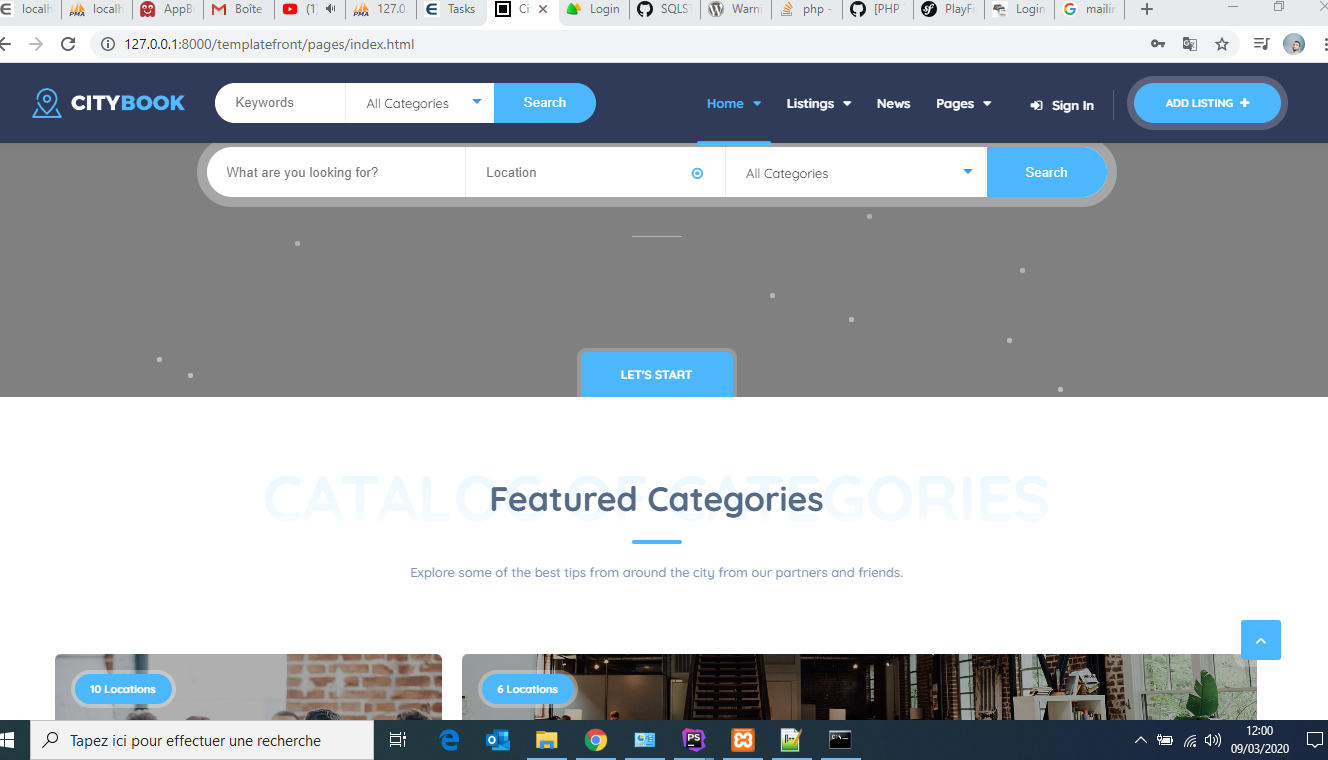 localh localh AppB Boîte (1) 127.0 Tasks Ci Login SQLST Warni php - [PHP PlayFi Login mailin
127.0.0.1:8000/templatefront/pages/index.html
CITYBOOK Keywords All Categories Search Home Listings News Pages Sign In ADD LISTING
What are you looking for? Location All Categories Search
LET'S START
CATALOG OF CATEGORIES
Featured Categories
Explore some of the best tips from around the city from our partners and friends.
10 Locations 6 Locations
Tapez ici pour effectuer une recherche
12:00
09/03/2020